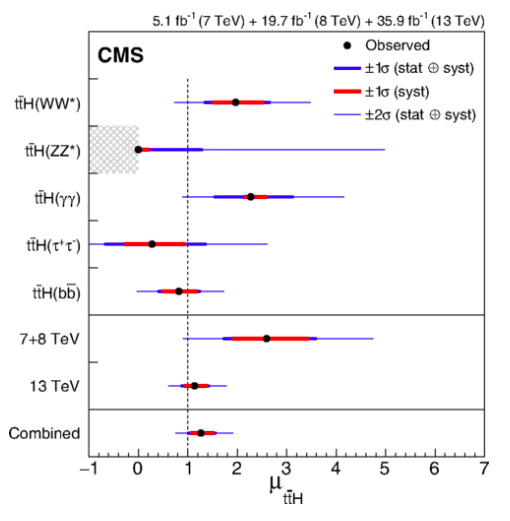 5.1 fb⁻¹ (7 TeV) + 19.7 fb⁻¹ (8 TeV) + 35.9 fb⁻¹ (13 TeV)
CMS
Observed
±1σ (stat ⊕ syst)
±1σ (syst)
±2σ (stat ⊕ syst)
tt̄H(WW*)
tt̄H(ZZ*)
tt̄H(γγ)
tt̄H(τ⁺τ⁻)
tt̄H(bb̄)
7+8 TeV
13 TeV
Combined
−1 0 1 2 3 4 5 6 7
μ tt̄H